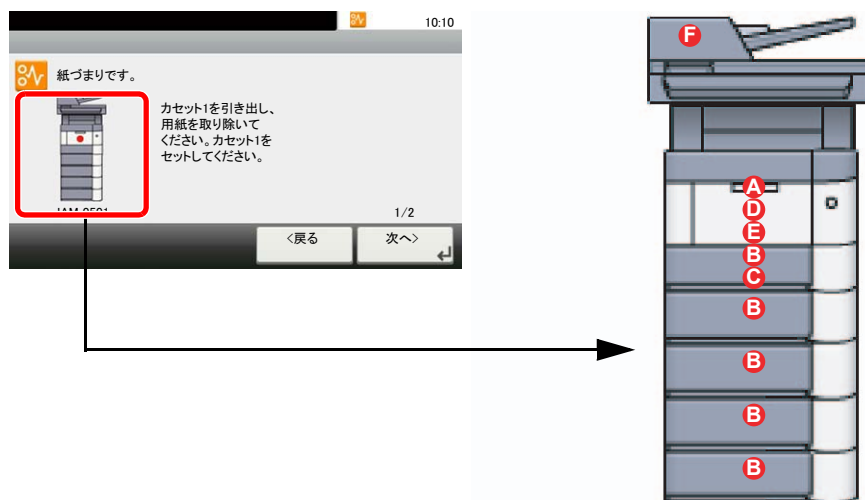 10:10
紙づまりです。
カセット1を引き出し、
用紙を取り除いて
ください。カセット1を
セットしてください。
1/2
<戻る
次へ>
F
A
D
E
B
C
B
B
B
B